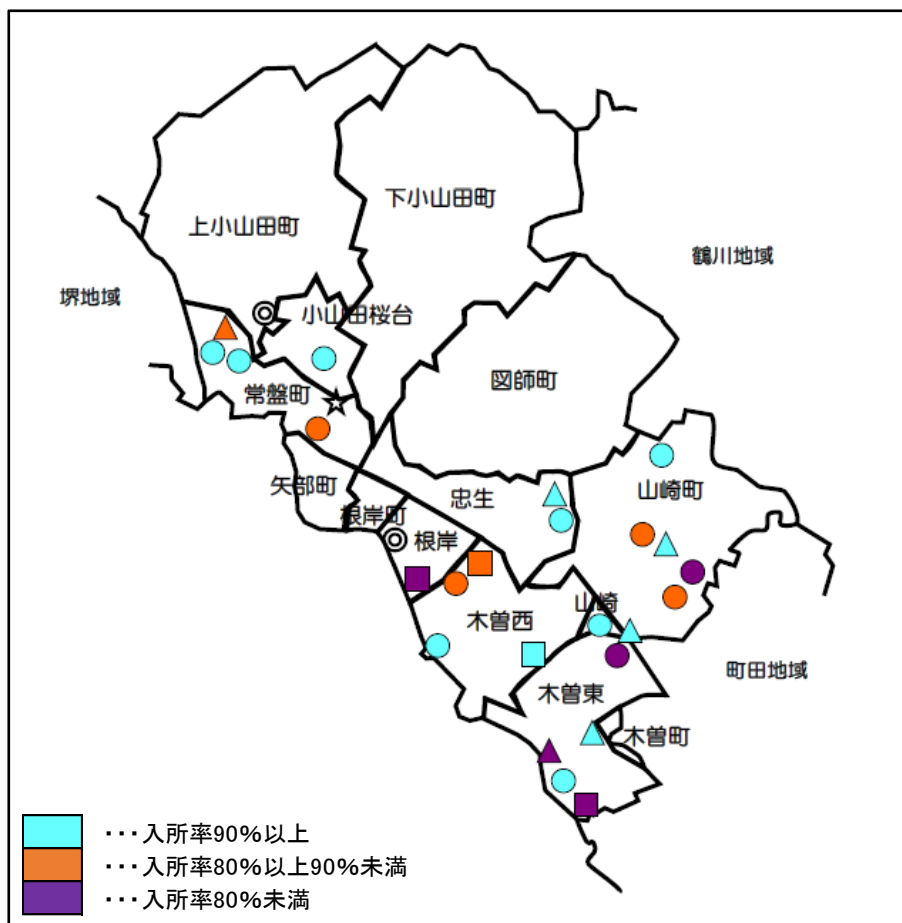 下小山田町
上小山田町
鶴川地域
堺地域
小山田桜台
図師町
常盤町
矢部町
忠生
山崎町
根岸町
根岸
山崎
木曽西
町田地域
木曽東
木曽町
・・・入所率90%以上
・・・入所率80%以上90%未満
・・・入所率80%未満